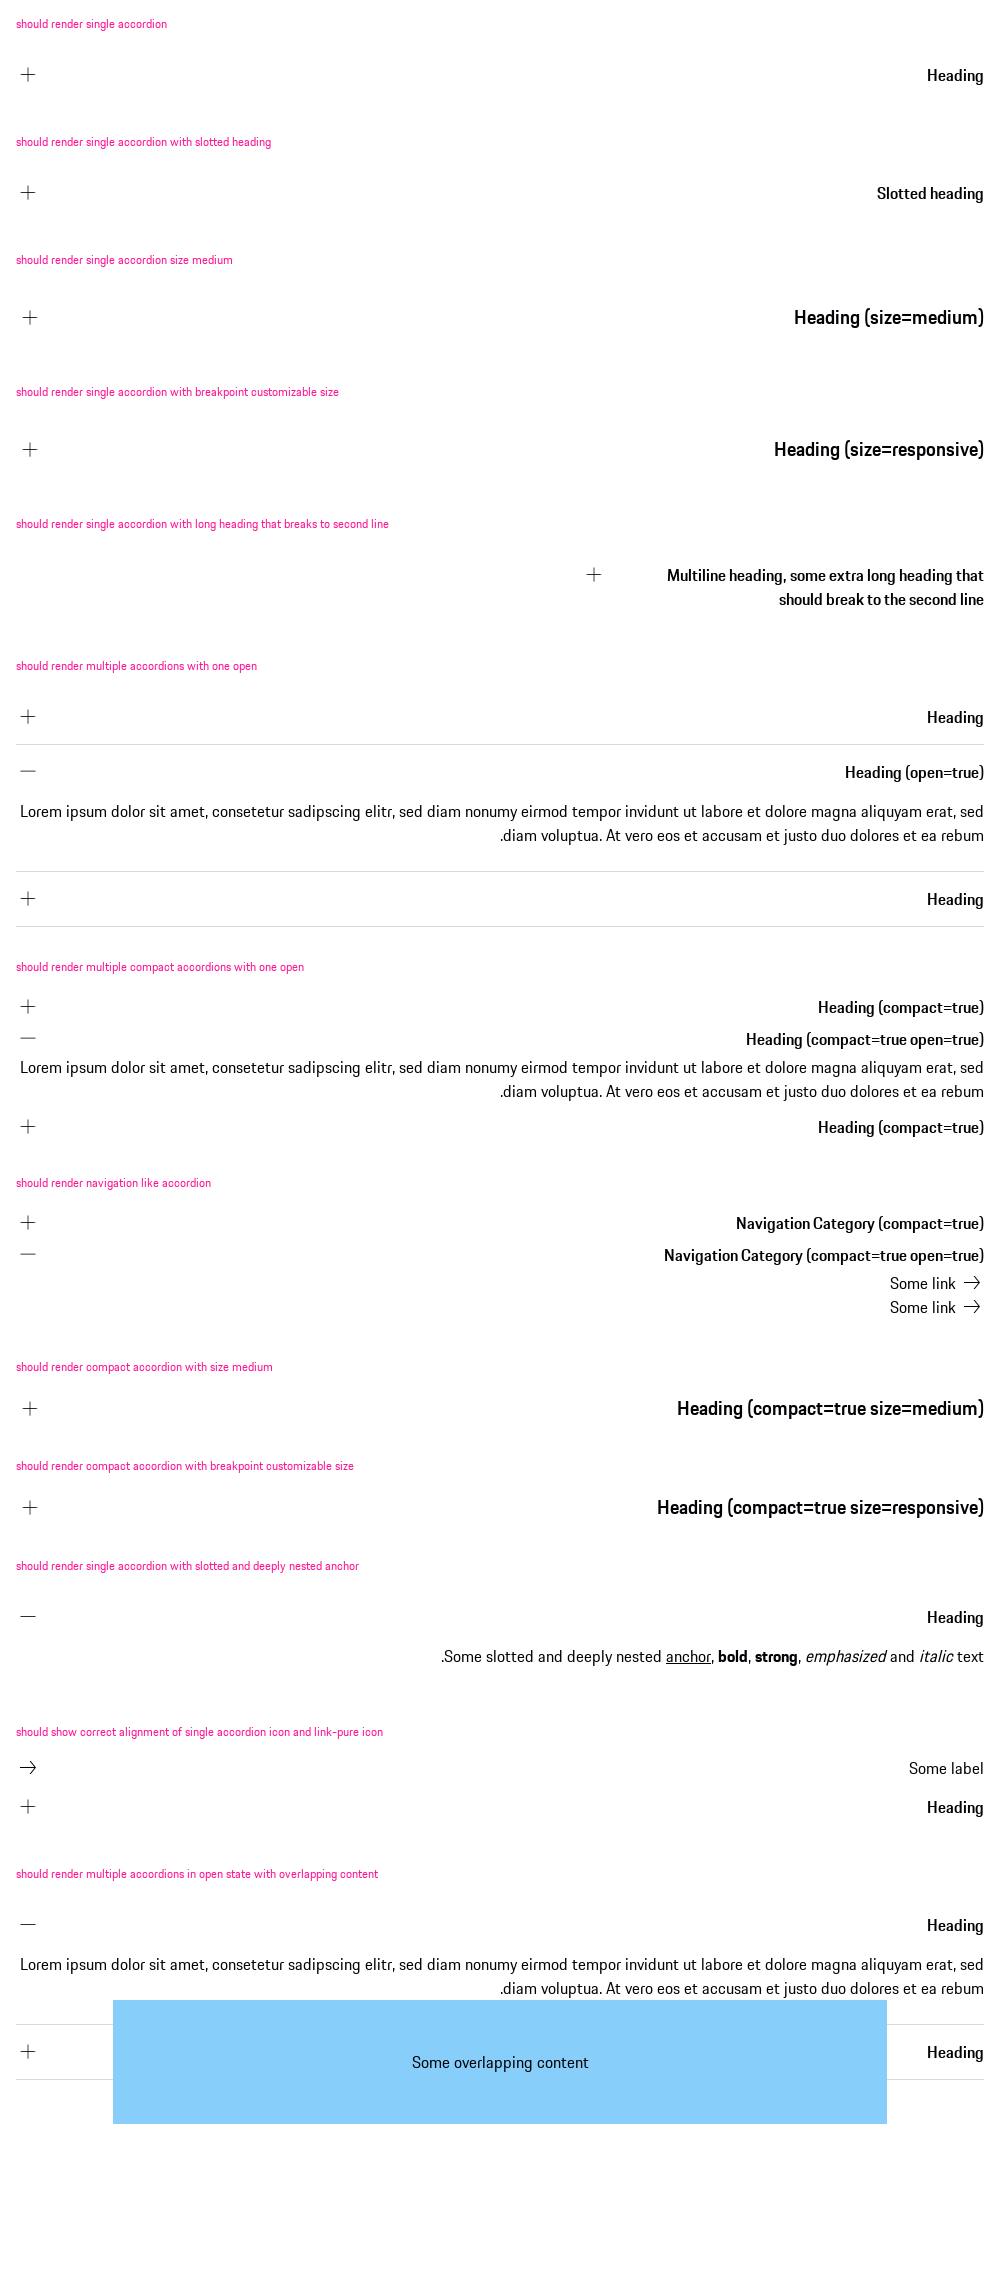 should render single accordion
Heading
should render single accordion with slotted heading
Slotted heading
should render single accordion size medium
Heading (size=medium)
should render single accordion with breakpoint customizable size
Heading (size=responsive)
should render single accordion with long heading that breaks to second line
Multiline heading, some extra long heading that
should break to the second line
should render multiple accordions with one open
Heading
Heading (open=true)
Lorem ipsum dolor sit amet, consetetur sadipscing elitr, sed diam nonumy eirmod tempor invidunt ut labore et dolore magna aliquyam erat, sed
.diam voluptua. At vero eos et accusam et justo duo dolores et ea rebum
Heading
should render multiple compact accordions with one open
Heading (compact=true)
Heading (compact=true open=true)
Lorem ipsum dolor sit amet, consetetur sadipscing elitr, sed diam nonumy eirmod tempor invidunt ut labore et dolore magna aliquyam erat, sed
.diam voluptua. At vero eos et accusam et justo duo dolores et ea rebum
Heading (compact=true)
should render navigation like accordion
Navigation Category (compact=true)
Navigation Category (compact=true open=true)
Some link
Some link
should render compact accordion with size medium
Heading (compact=true size=medium)
should render compact accordion with breakpoint customizable size
Heading (compact=true size=responsive)
should render single accordion with slotted and deeply nested anchor
Heading
.Some slotted and deeply nested anchor, bold, strong, emphasized and italic text
should show correct alignment of single accordion icon and link-pure icon
Some label
Heading
should render multiple accordions in open state with overlapping content
Heading
Lorem ipsum dolor sit amet, consetetur sadipscing elitr, sed diam nonumy eirmod tempor invidunt ut labore et dolore magna aliquyam erat, sed
.diam voluptua. At vero eos et accusam et justo duo dolores et ea rebum
Heading
Some overlapping content